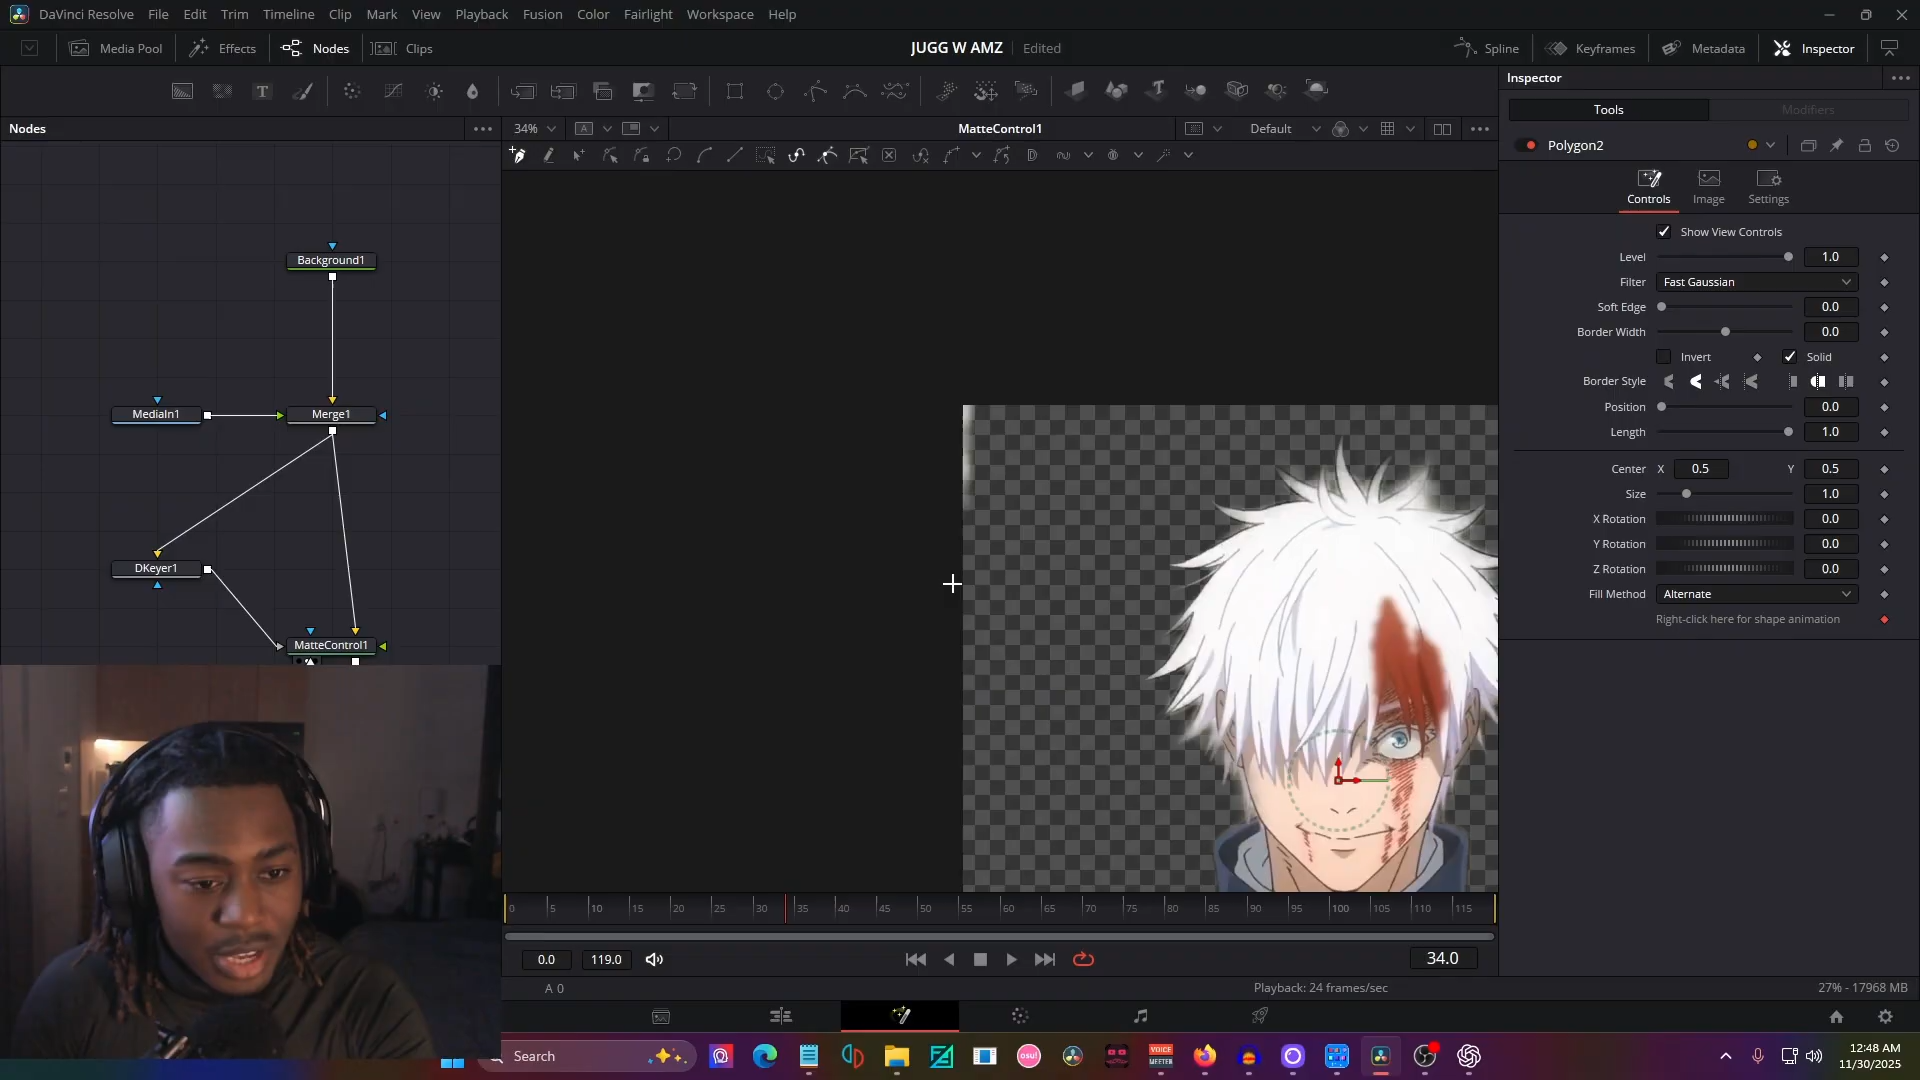 DaVinci Resolve File Edit Trim Timeline Clip Mark View Playback Fusion Color Fairlight Workspace Help
Media Pool Effects Nodes Clips JUGG W AMZ Edited Spline Keyframes Metadata Inspector
Inspector
T T
Tools Modifiers
Nodes 34% A MatteControl1 Default
Polygon2
Controls Image Settings
Show View Controls
Level 1.0
Filter Fast Gaussian
Soft Edge 0.0
Border Width 0.0
Invert Solid
Border Style
Position 0.0
Length 1.0
Center X 0.5 Y 0.5
Size 1.0
X Rotation 0.0
Y Rotation 0.0
Z Rotation 0.0
Fill Method Alternate
Right-click here for shape animation
Background1
MediaIn1 Merge1
DKeyer1
MatteControl1
0 5 10 15 20 25 30 35 40 45 50 55 60 65 70 75 80 85 90 95 100 105 110 115
0.0 119.0 34.0
A 0 Playback: 24 frames/sec 27% - 17968 MB
Search osu! VOICE MEETER
12:48 AM
11/30/2025